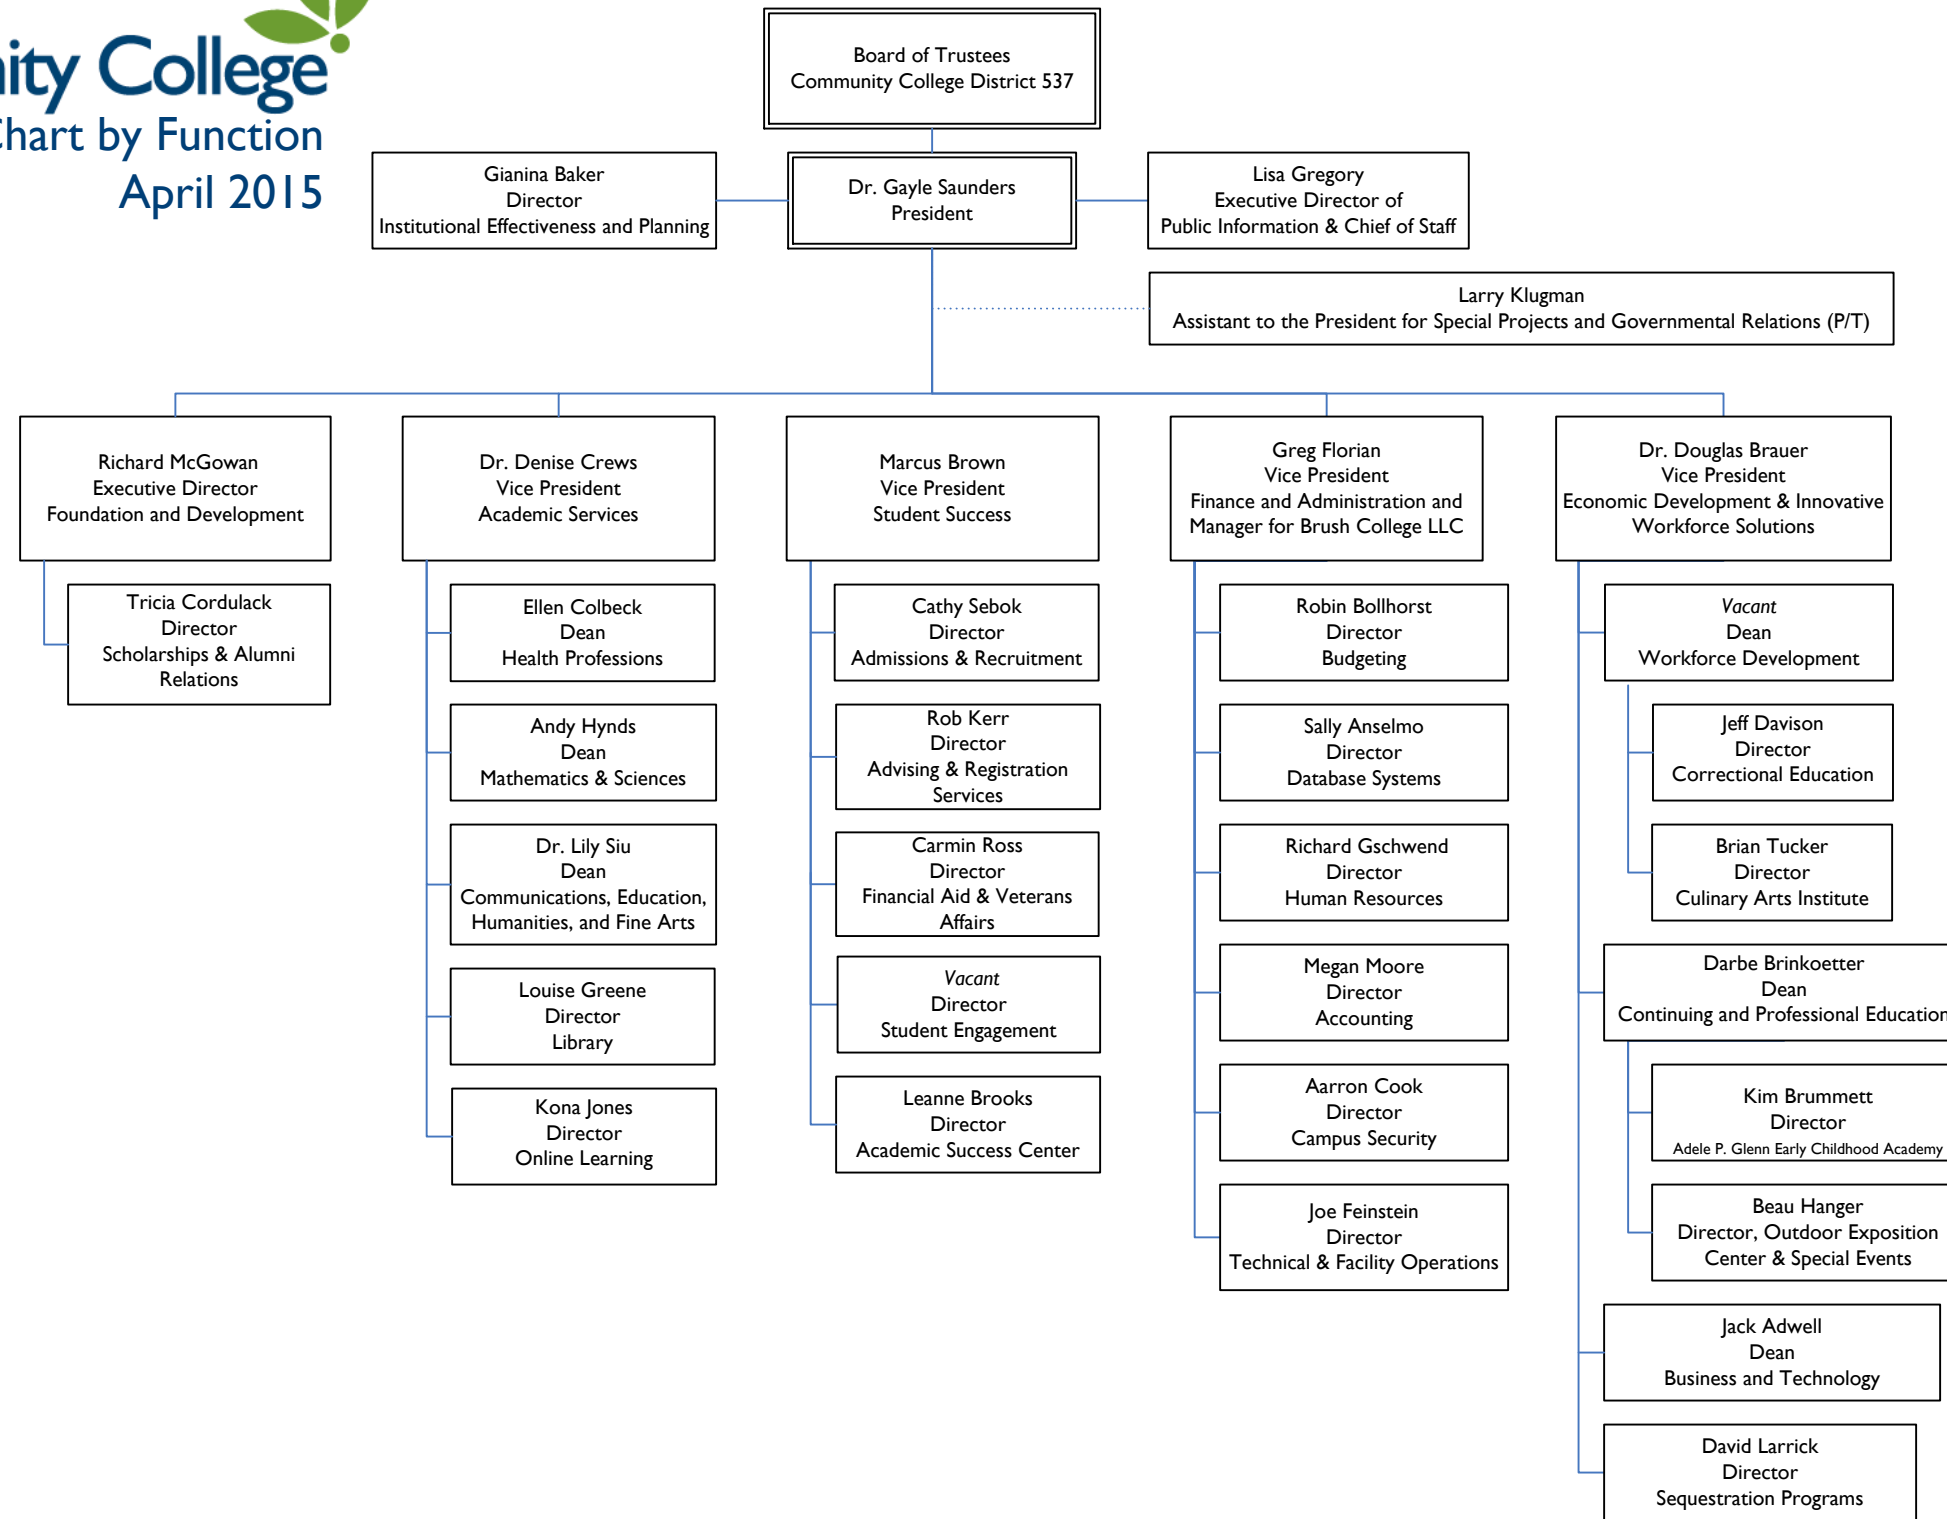 College
Chart by Function
April 2015
Board of Trustees
Community College District 537
Gianina Baker
Director
Institutional Effectiveness and Planning
Dr. Gayle Saunders
President
Lisa Gregory
Executive Director of
Public Information & Chief of Staff
Larry Klugman
Assistant to the President for Special Projects and Governmental Relations (P/T)
Richard McGowan
Executive Director
Foundation and Development
Tricia Cordulack
Director
Scholarships & Alumni
Relations
Dr. Denise Crews
Vice President
Academic Services
Ellen Colbeck
Dean
Health Professions
Andy Hynds
Dean
Mathematics & Sciences
Dr. Lily Siu
Dean
Communications, Education,
Humanities, and Fine Arts
Louise Greene
Director
Library
Kona Jones
Director
Online Learning
Marcus Brown
Vice President
Student Success
Cathy Sebok
Director
Admissions & Recruitment
Rob Kerr
Director
Advising & Registration
Services
Carmin Ross
Director
Financial Aid & Veterans
Affairs
Vacant
Director
Student Engagement
Leanne Brooks
Director
Academic Success Center
Greg Florian
Vice President
Finance and Administration and
Manager for Brush College LLC
Robin Bollhorst
Director
Budgeting
Sally Anselmo
Director
Database Systems
Richard Gschwend
Director
Human Resources
Megan Moore
Director
Accounting
Aarron Cook
Director
Campus Security
Joe Feinstein
Director
Technical & Facility Operations
Dr. Douglas Brauer
Vice President
Economic Development & Innovative
Workforce Solutions
Vacant
Dean
Workforce Development
Jeff Davison
Director
Correctional Education
Brian Tucker
Director
Culinary Arts Institute
Darbe Brinkoetter
Dean
Continuing and Professional Education
Kim Brummett
Director
Adele P. Glenn Early Childhood Academy
Beau Hanger
Director, Outdoor Exposition
Center & Special Events
Jack Adwell
Dean
Business and Technology
David Larrick
Director
Sequestration Programs